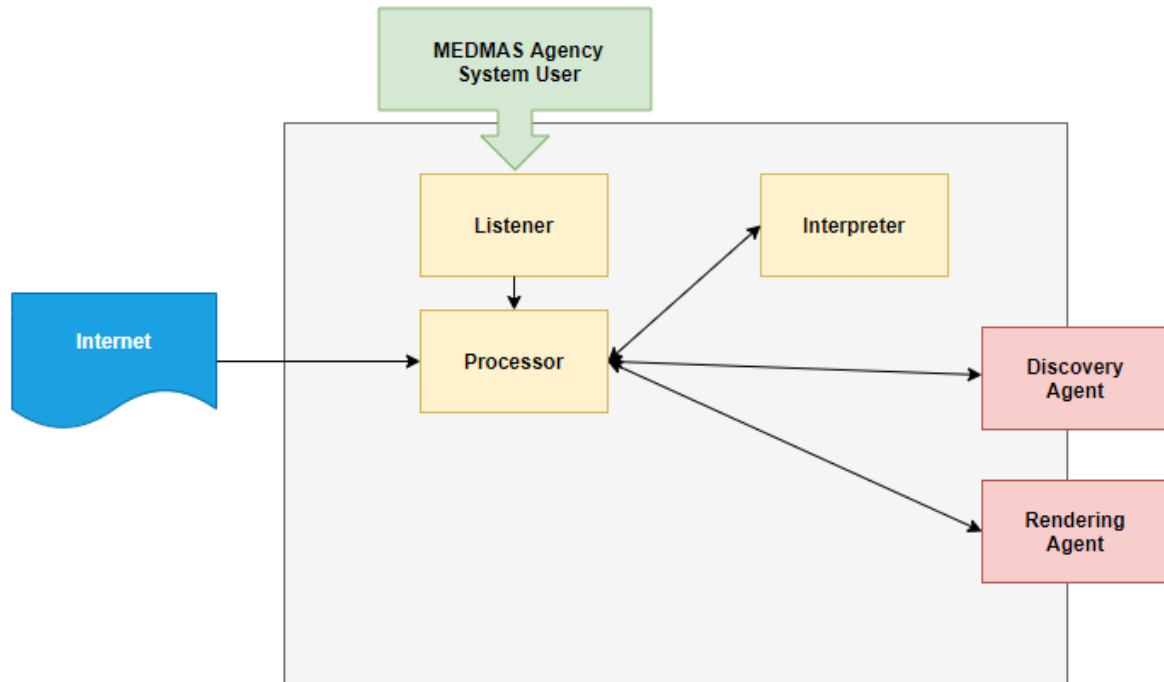 MEDMAS Agency
System User
Listener
Interpreter
Internet
Processor
Discovery
Agent
Rendering
Agent